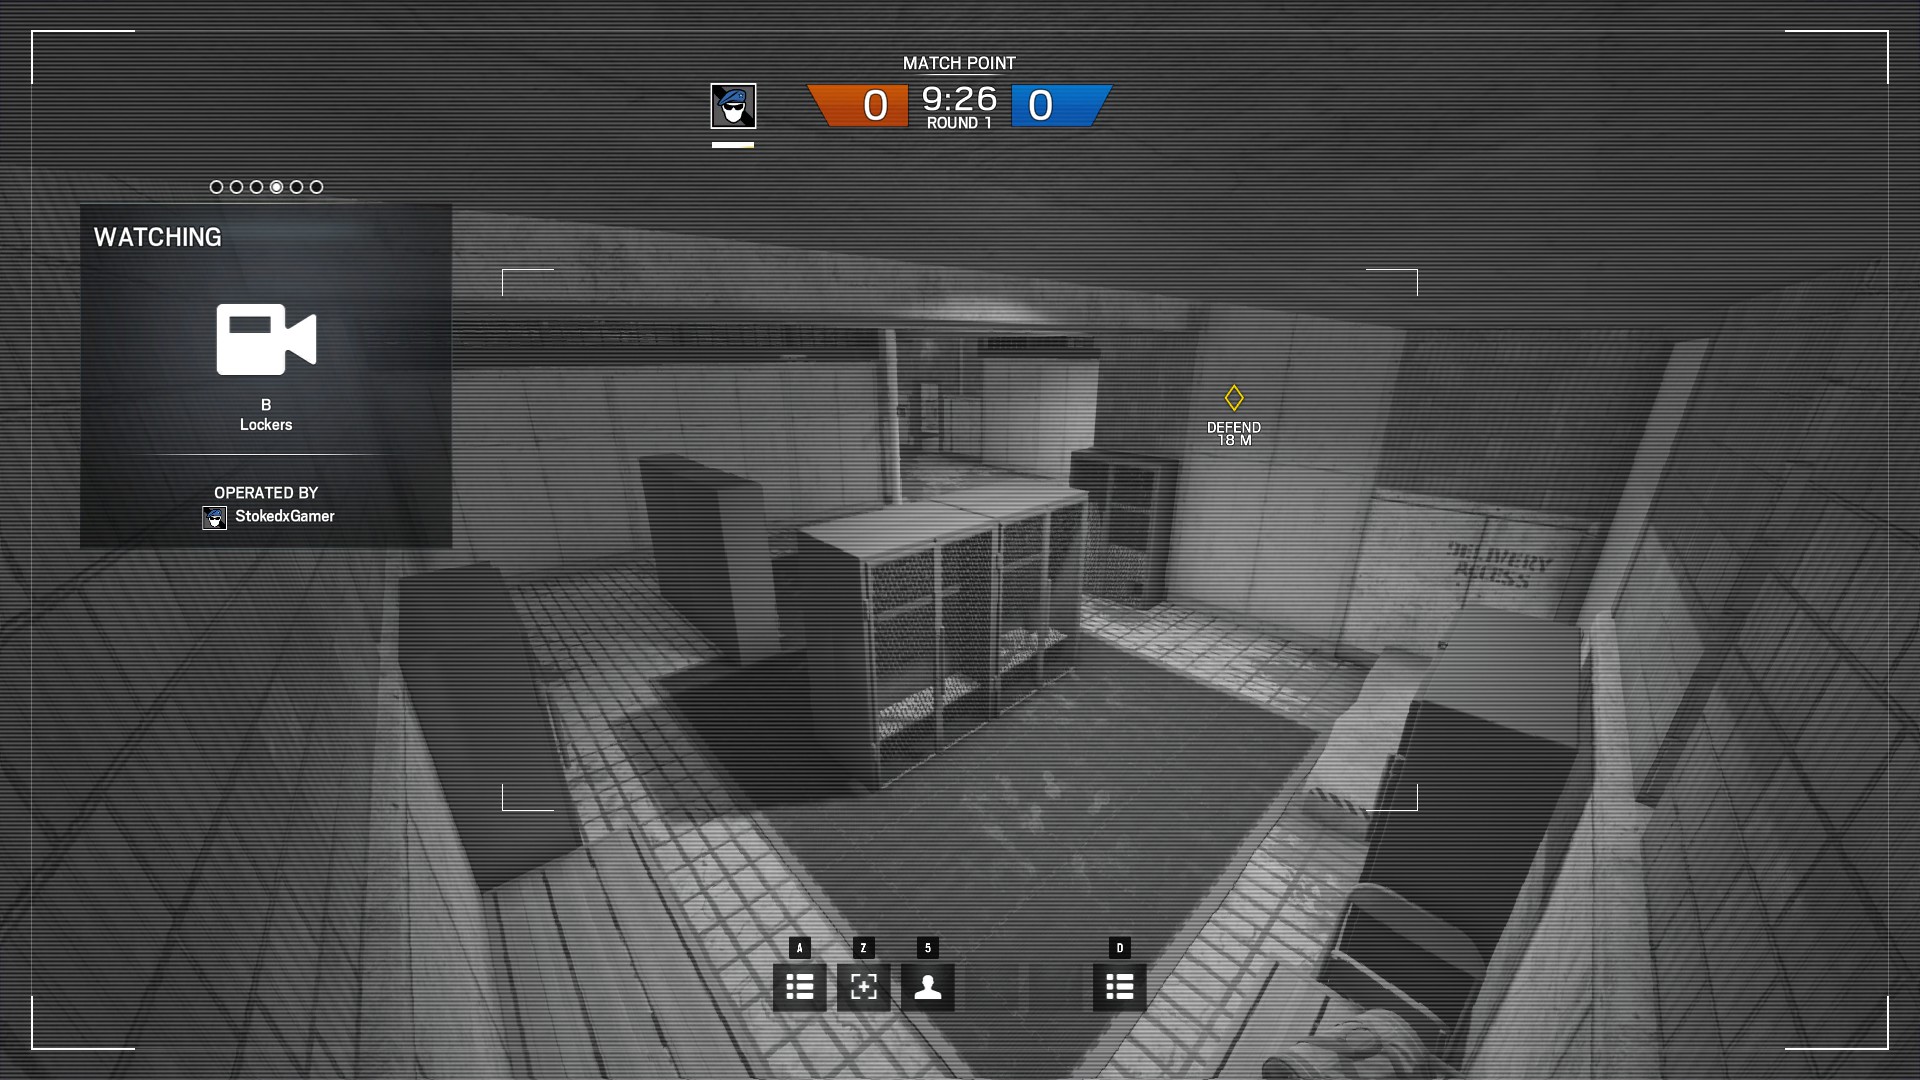 MATCH POINT
0
9:26
0
ROUND 1
WATCHING
B
Lockers
OPERATED BY
StokedxGamer
DEFEND
18 M
DELIVERY
ACCESS
A
Z
5
D